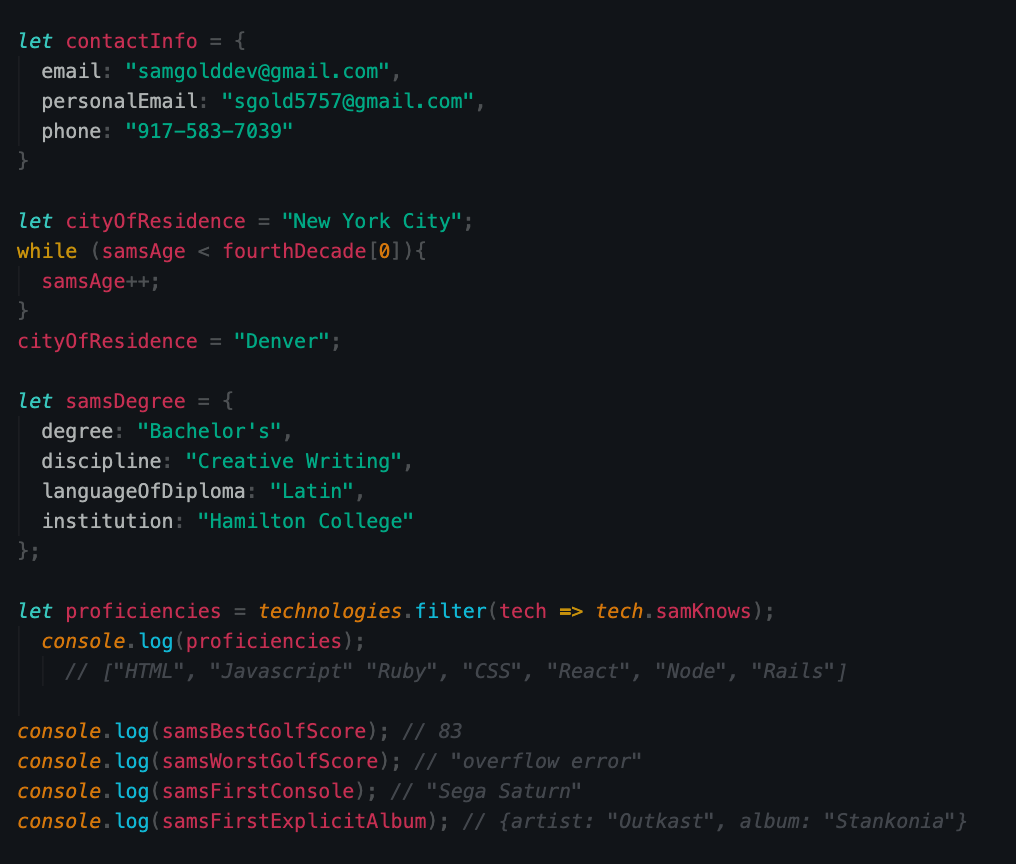 let contactInfo = {
  email: "samgolddev@gmail.com",
  personalEmail: "sgold5757@gmail.com",
  phone: "917-583-7039"
}

let cityOfResidence = "New York City";
while (samsAge < fourthDecade[0]){
  samsAge++;
}
cityOfResidence = "Denver";

let samsDegree = {
  degree: "Bachelor's",
  discipline: "Creative Writing",
  languageOfDiploma: "Latin",
  institution: "Hamilton College"
};

let proficiencies = technologies.filter(tech => tech.samKnows);
  console.log(proficiencies);
    // ["HTML", "Javascript" "Ruby", "CSS", "React", "Node", "Rails"]

console.log(samsBestGolfScore); // 83
console.log(samsWorstGolfScore); // "overflow error"
console.log(samsFirstConsole); // "Sega Saturn"
console.log(samsFirstExplicitAlbum); // {artist: "Outkast", album: "Stankonia"}